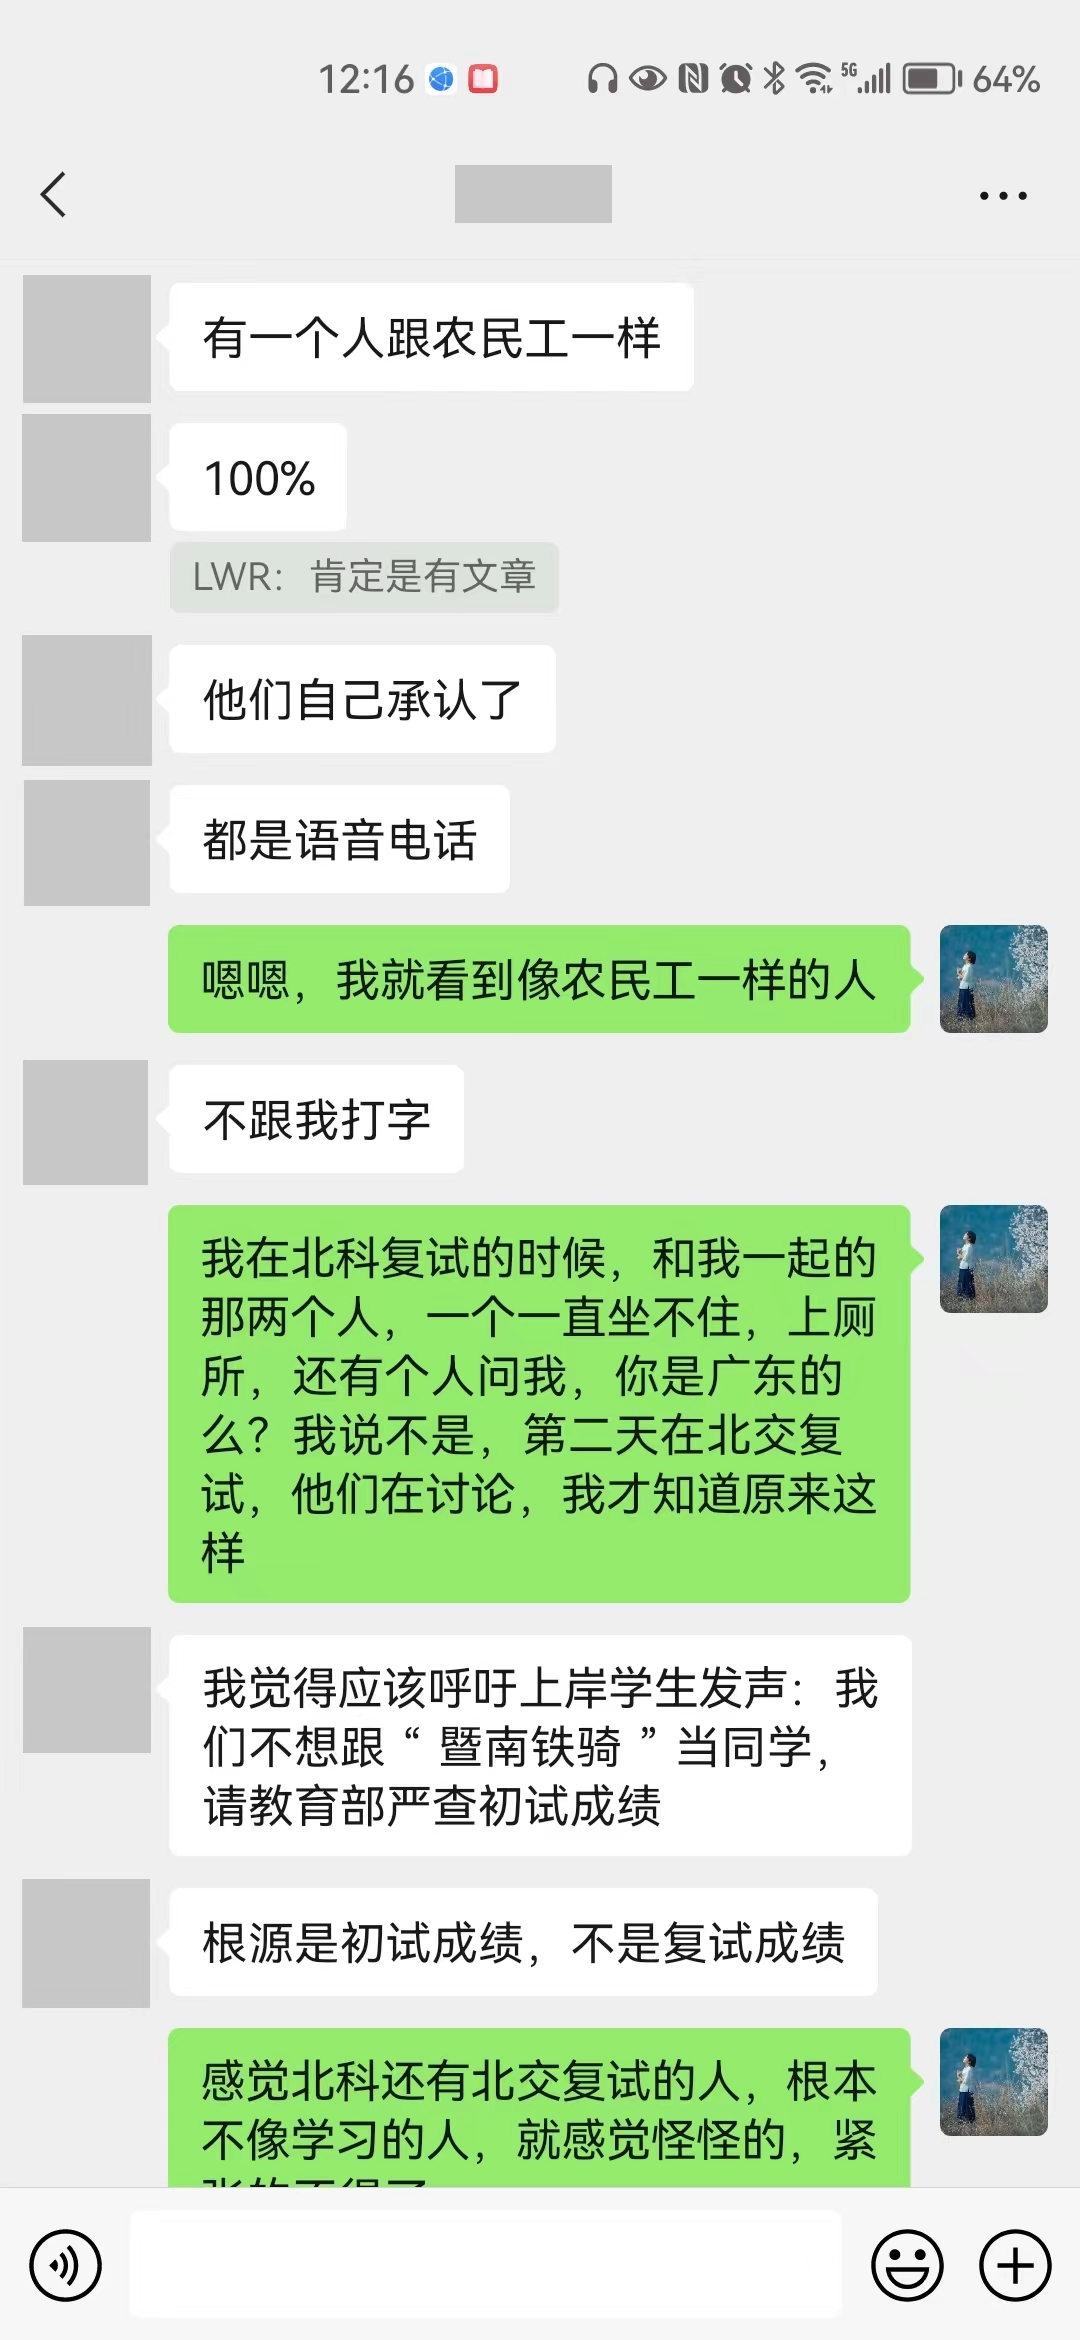 12:16
5G
64%
有一个人跟农民工一样
100%
LWR：肯定是有文章
他们自己承认了
都是语音电话
嗯嗯，我就看到像农民工一样的人
不跟我打字
我在北科复试的时候，和我一起的
那两个人，一个一直坐不住，上厕
所，还有个人问我，你是广东的
么？我说不是，第二天在北交复
试，他们在讨论，我才知道原来这
样
我觉得应该呼吁上岸学生发声：我
们不想跟“暨南铁骑”当同学，
请教育部严查初试成绩
根源是初试成绩，不是复试成绩
感觉北科还有北交复试的人，根本
不像学习的人，就感觉怪怪的，紧